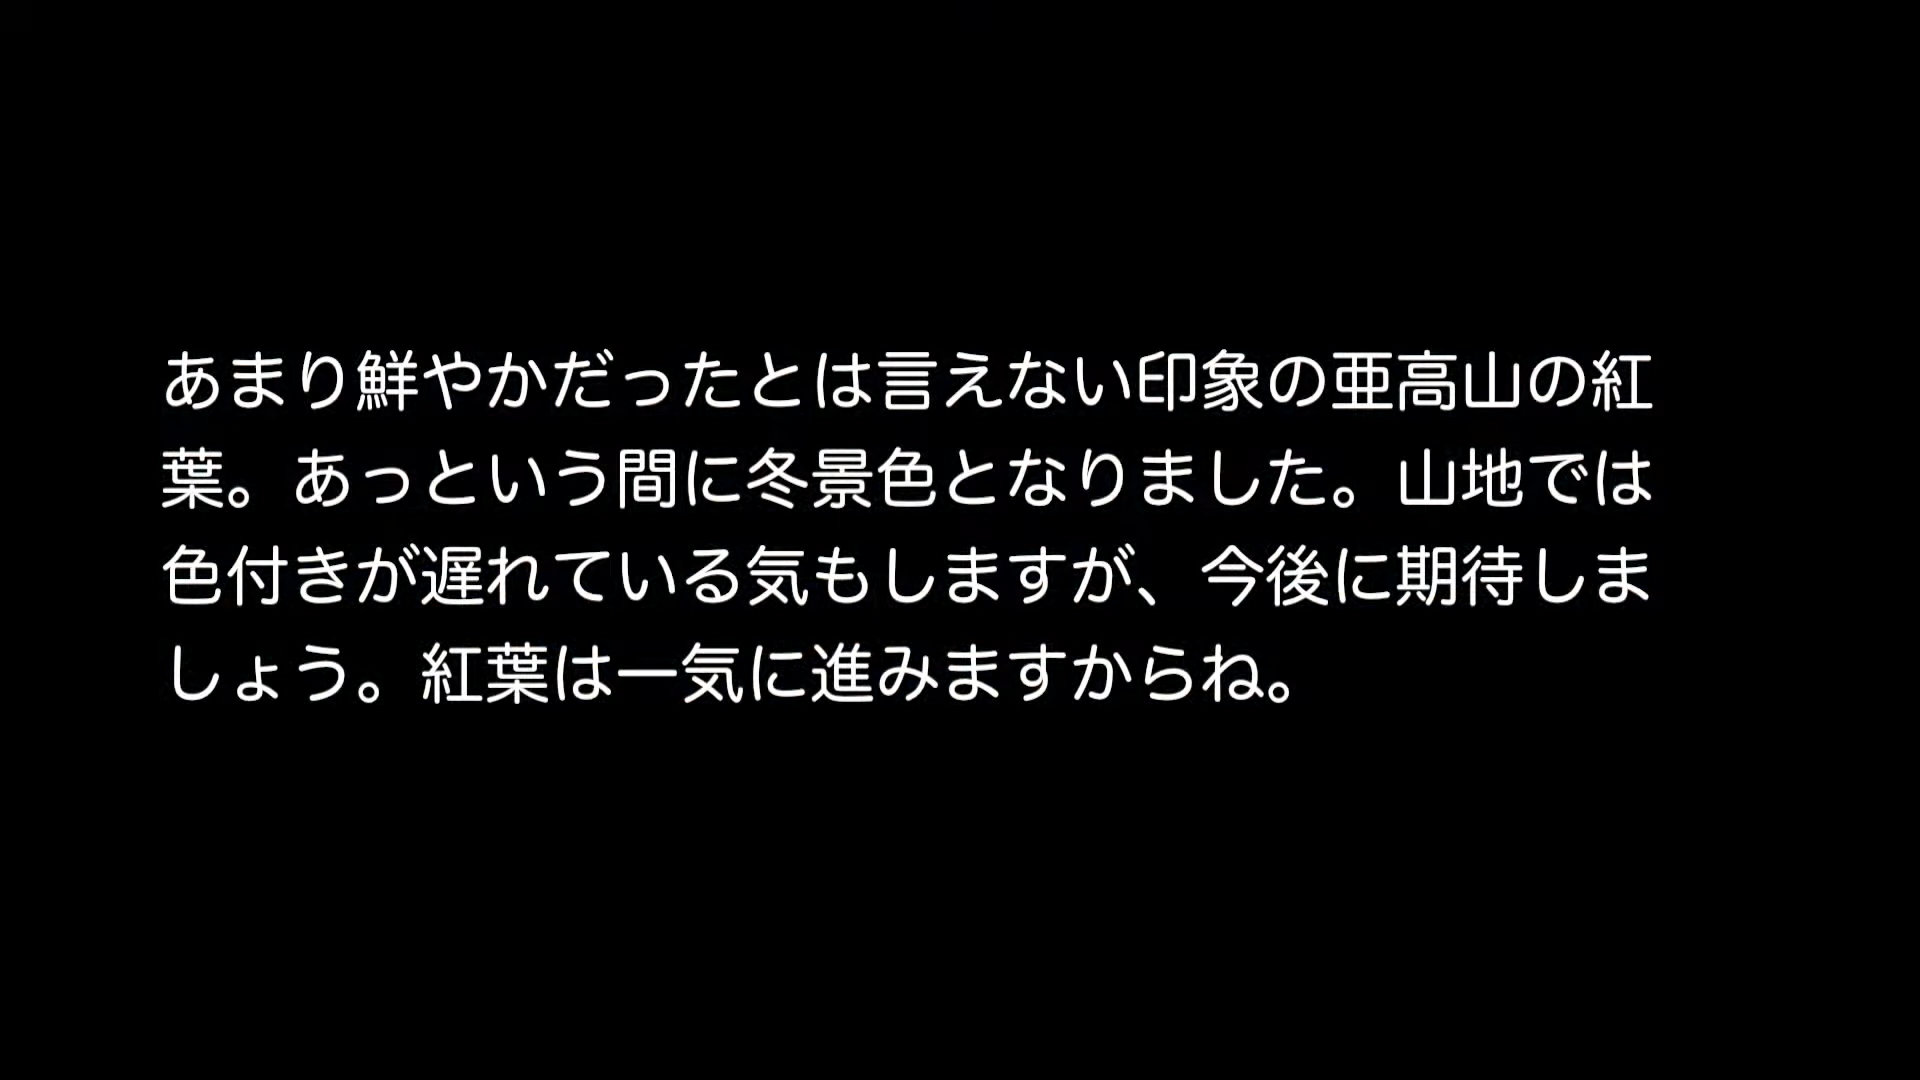 あまり鮮やかだったとは言えない印象の亜高山の紅
葉。あっという間に冬景色となりました。山地では
色付きが遅れている気もしますが、今後に期待しま
しょう。紅葉は一気に進みますからね。